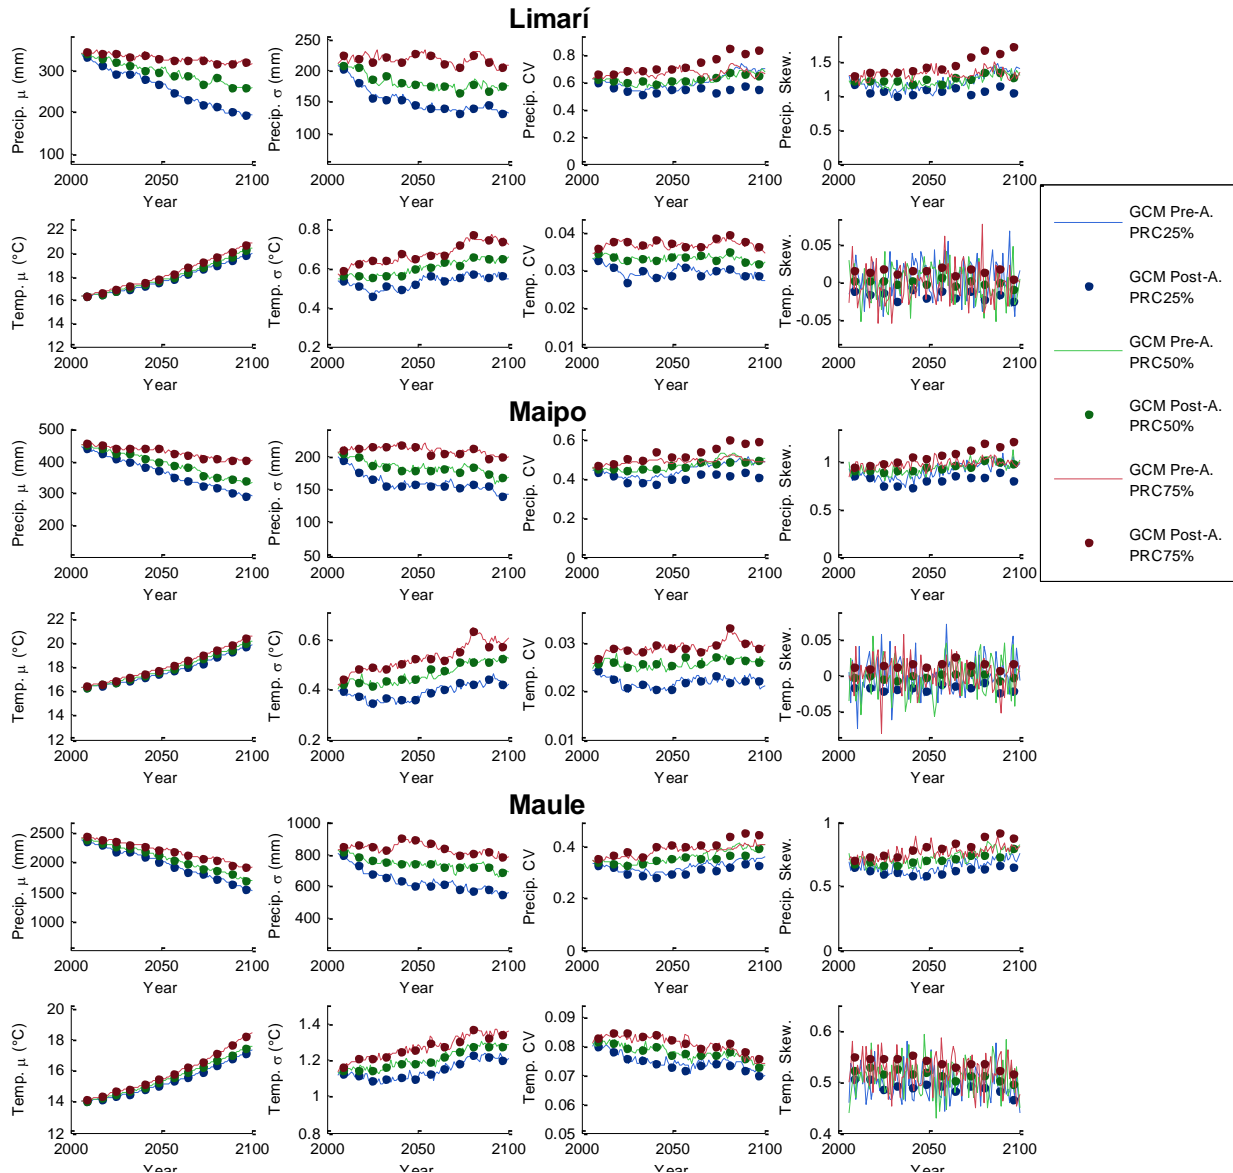 Limarí
Precip. μ (mm)
300
200
100
2000 2050 2100
Year
Precip. σ (mm)
250
200
150
100
2000 2050 2100
Year
Precip. CV
0.8
0.6
0.4
0.2
0
2000 2050 2100
Year
Precip. Skew.
1.5
1
0.5
0
2000 2050 2100
Year
Temp. μ (°C)
22
20
18
16
14
12
2000 2050 2100
Year
Temp. σ (°C)
0.8
0.6
0.4
0.2
2000 2050 2100
Year
Temp. CV
0.04
0.03
0.02
0.01
2000 2050 2100
Year
Temp. Skew.
0.05
0
-0.05
2000 2050 2100
Year
GCM Pre-A.
PRC25%
GCM Post-A.
PRC25%
GCM Pre-A.
PRC50%
GCM Post-A.
PRC50%
GCM Pre-A.
PRC75%
GCM Post-A.
PRC75%
Maipo
Precip. μ (mm)
500
400
300
200
2000 2050 2100
Year
Precip. σ (mm)
200
150
100
50
2000 2050 2100
Year
Precip. CV
0.6
0.4
0.2
0
2000 2050 2100
Year
Precip. Skew.
1
0.5
0
2000 2050 2100
Year
Temp. μ (°C)
22
20
18
16
14
12
2000 2050 2100
Year
Temp. σ (°C)
0.6
0.4
0.2
2000 2050 2100
Year
Temp. CV
0.03
0.02
0.01
2000 2050 2100
Year
Temp. Skew.
0.05
0
-0.05
2000 2050 2100
Year
Maule
Precip. μ (mm)
2500
2000
1500
1000
2000 2050 2100
Year
Precip. σ (mm)
1000
800
600
400
2000 2050 2100
Year
Precip. CV
0.4
0.2
0
2000 2050 2100
Year
Precip. Skew.
1
0.5
0
2000 2050 2100
Year
Temp. μ (°C)
20
18
16
14
12
2000 2050 2100
Year
Temp. σ (°C)
1.4
1.2
1
0.8
2000 2050 2100
Year
Temp. CV
0.09
0.08
0.07
0.06
0.05
2000 2050 2100
Year
Temp. Skew.
0.6
0.5
0.4
2000 2050 2100
Year